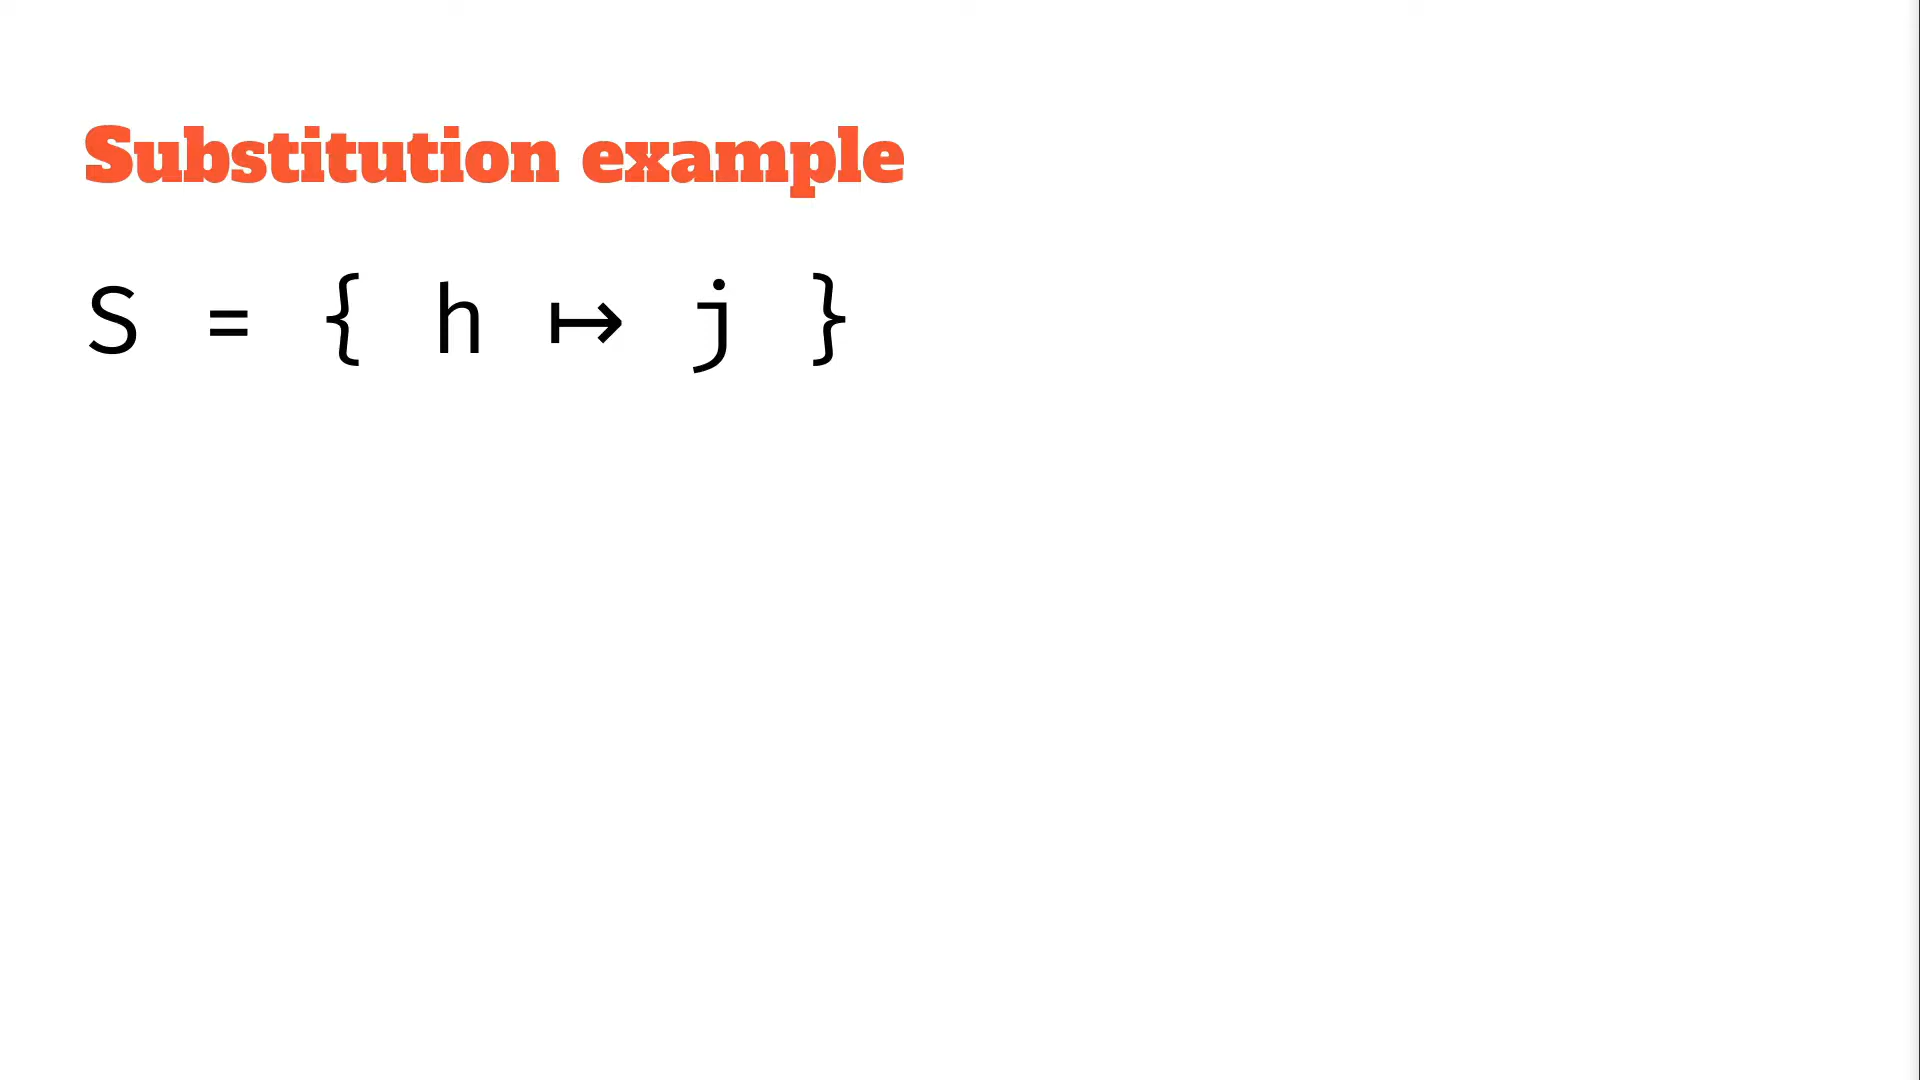 Substitution example
S = { h ↦ j }